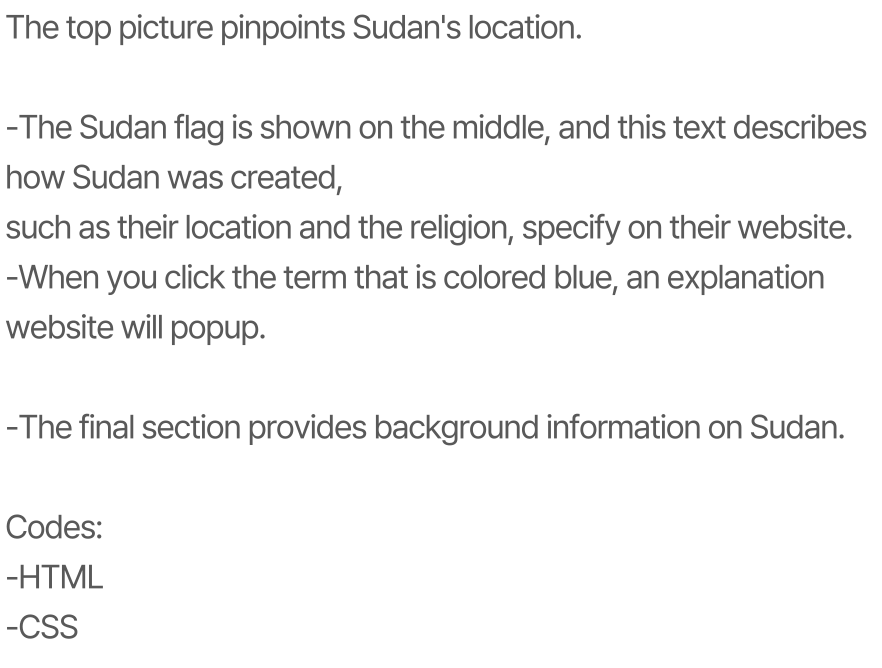 The top picture pinpoints Sudan's location.
-The Sudan flag is shown on the middle, and this text describes
how Sudan was created,
such as their location and the religion, specify on their website.
-When you click the term that is colored blue, an explanation
website will popup.
-The final section provides background information on Sudan.
Codes:
-HTML
-CSS